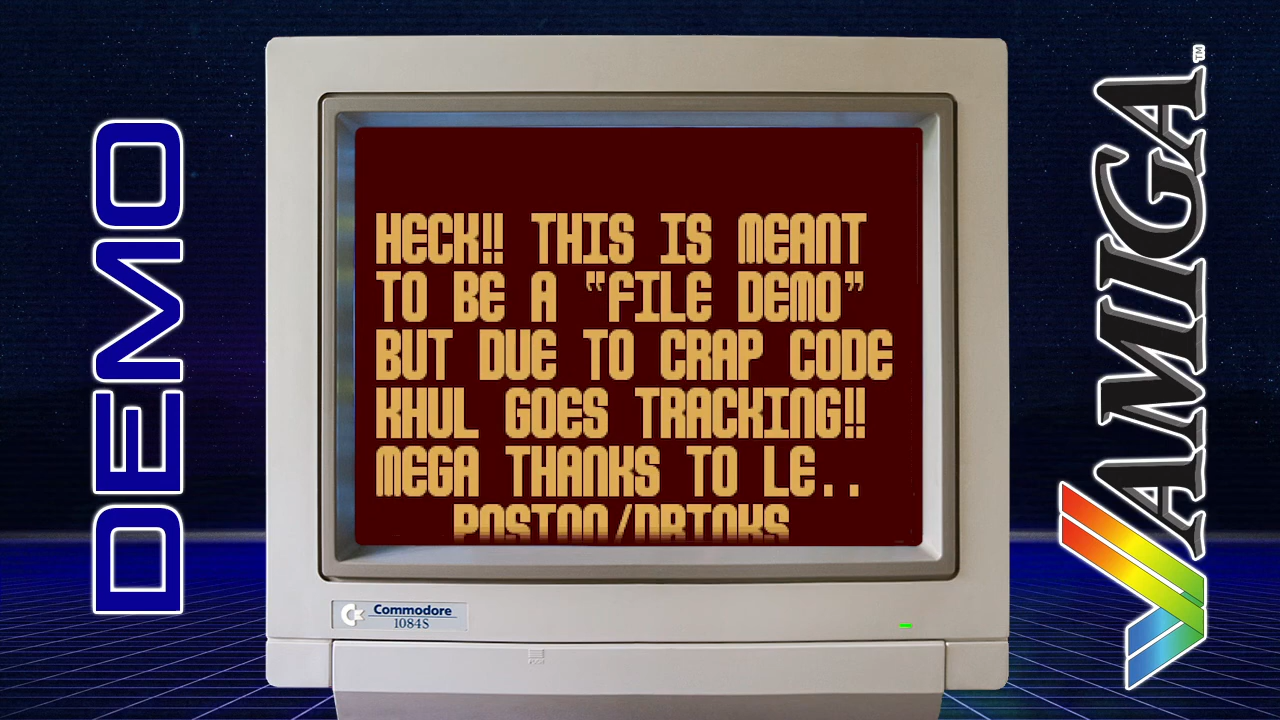 DEMO
HECK!! THIS IS MEANT
TO BE A "FILE DEMO"
BUT DUE TO CRAP CODE
KHUL GOES TRACKING!!
MEGA THANKS TO LE..
Commodore
1084S
AMIGA™